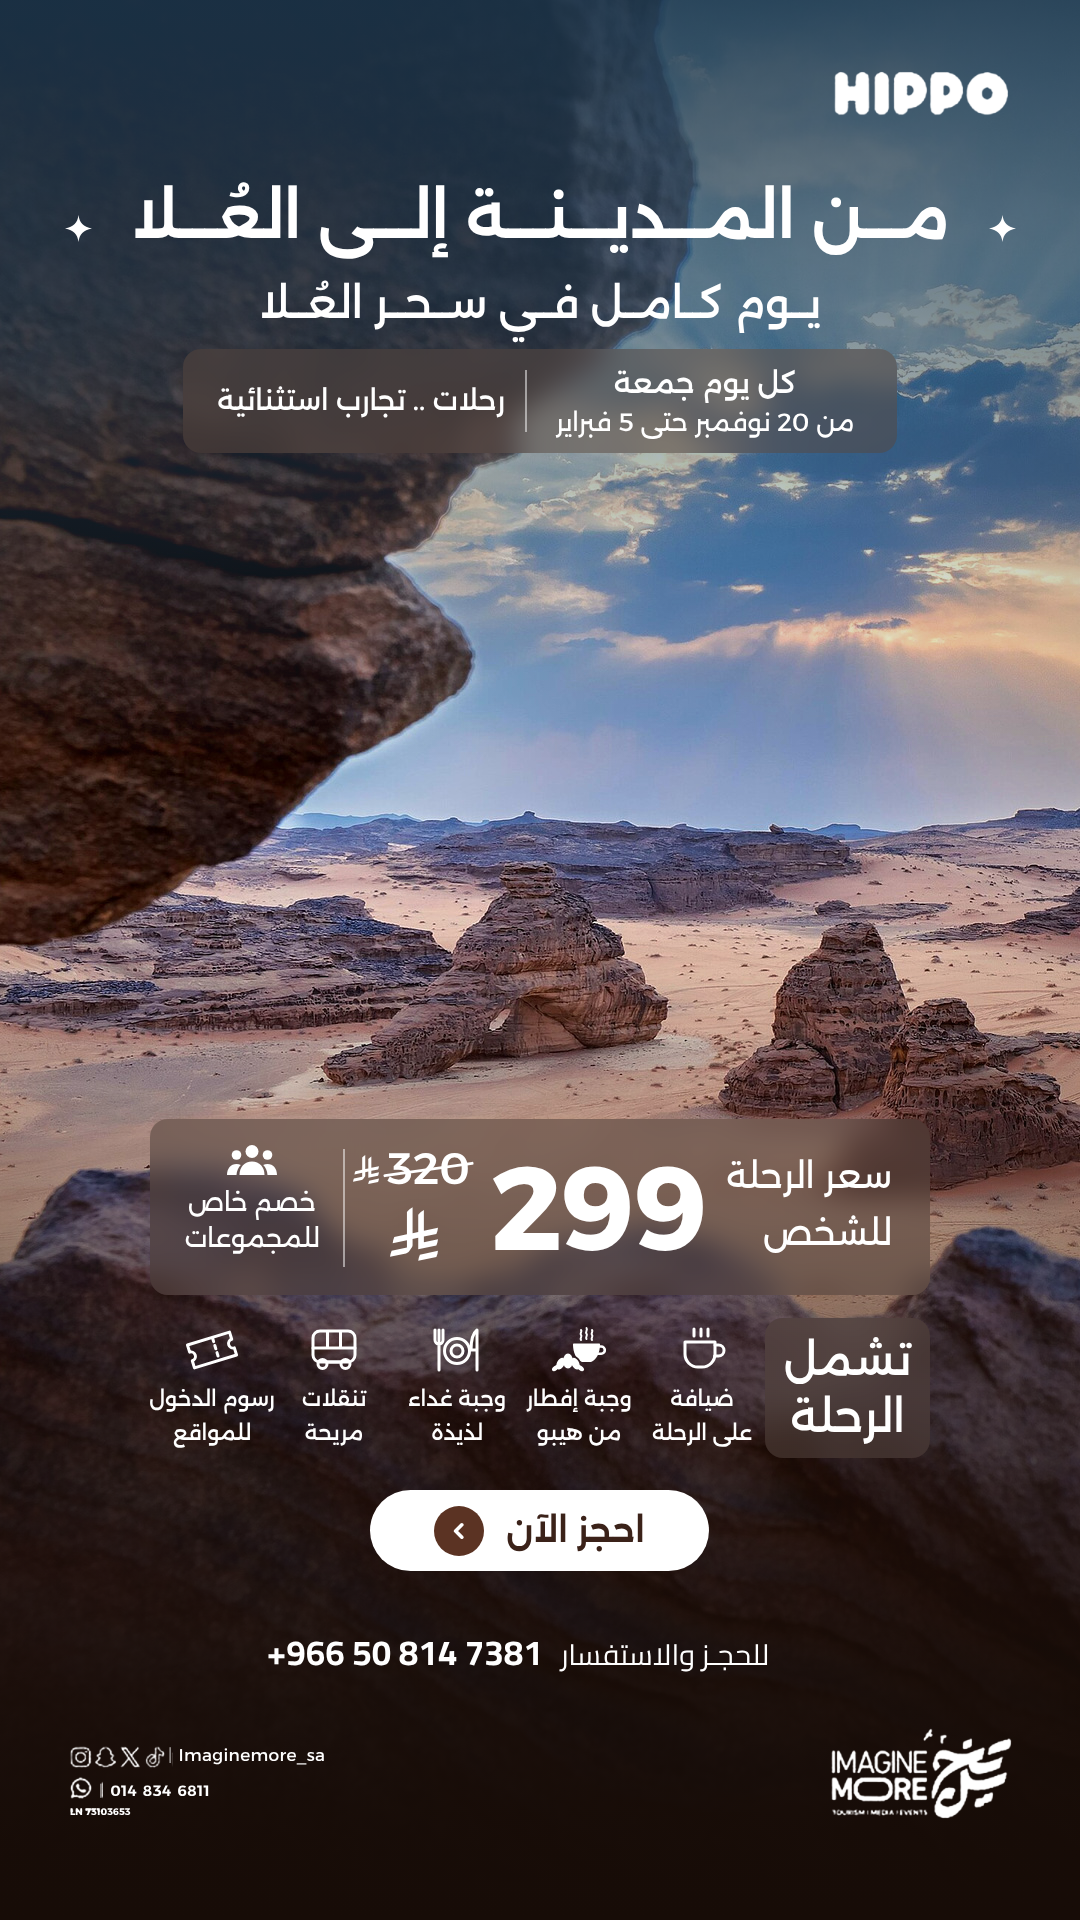 HIPPO
من المدينة إلى العُلا
يوم كامل في سحر العُلا
كل يوم جمعة
من 20 نوفمبر حتى 5 فبراير
رحلات .. تجارب استثنائية
سعر الرحلة
للشخص
299
320
خصم خاص
للمجموعات
تشمل
الرحلة
ضيافة
على الرحلة
وجبة إفطار
من هيبو
وجبة غداء
لذيذة
تنقلات
مريحة
رسوم الدخول
للمواقع
احجز الآن
للحجز والاستفسار +966 50 814 7381
| Imaginemore_sa
| 014 834 6811
LN 73103653
IMAGINE
MORE
TOURISM | MEDIA | EVENTS